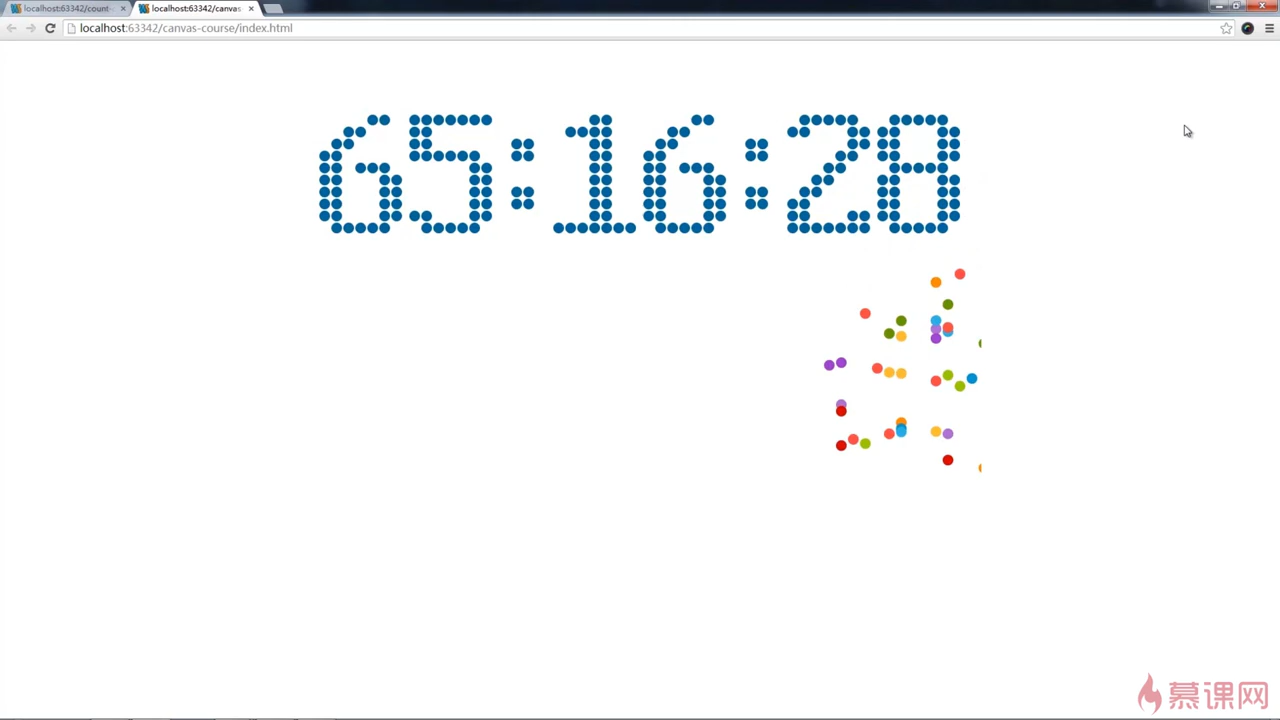 localhost:63342/count
localhost:63342/canvas-
localhost:63342/canvas-course/index.html
65:16:28
慕课网